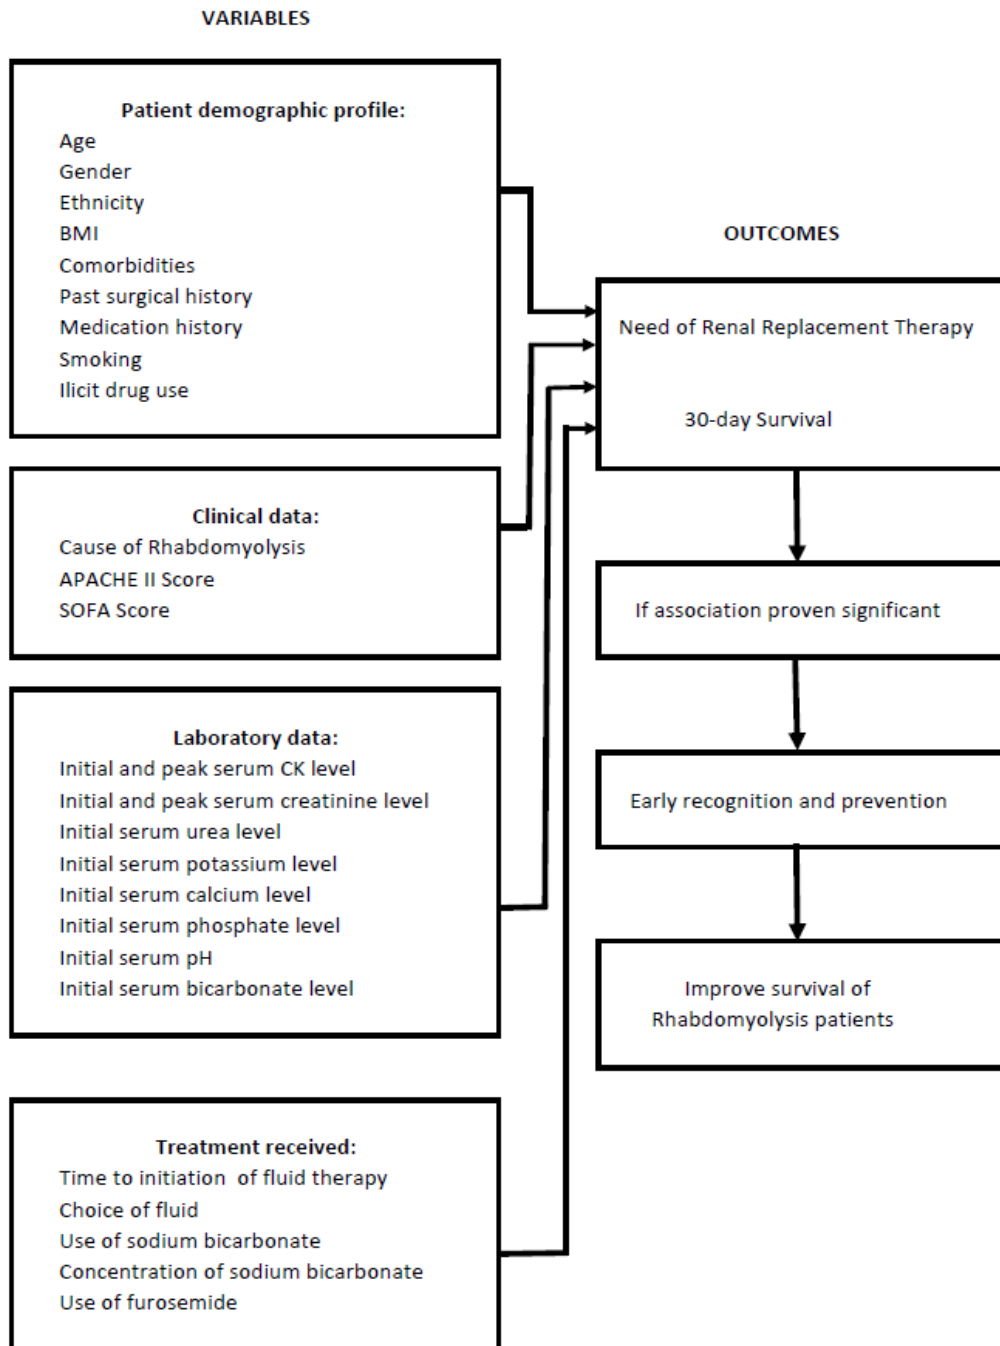 VARIABLES
Patient demographic profile:
Age
Gender
Ethnicity
BMI
Comorbidities
Past surgical history
Medication history
Smoking
Ilicit drug use
Clinical data:
Cause of Rhabdomyolysis
APACHE II Score
SOFA Score
Laboratory data:
Initial and peak serum CK level
Initial and peak serum creatinine level
Initial serum urea level
Initial serum potassium level
Initial serum calcium level
Initial serum phosphate level
Initial serum pH
Initial serum bicarbonate level
Treatment received:
Time to initiation of fluid therapy
Choice of fluid
Use of sodium bicarbonate
Concentration of sodium bicarbonate
Use of furosemide
OUTCOMES
Need of Renal Replacement Therapy
30-day Survival
If association proven significant
Early recognition and prevention
Improve survival of
Rhabdomyolysis patients